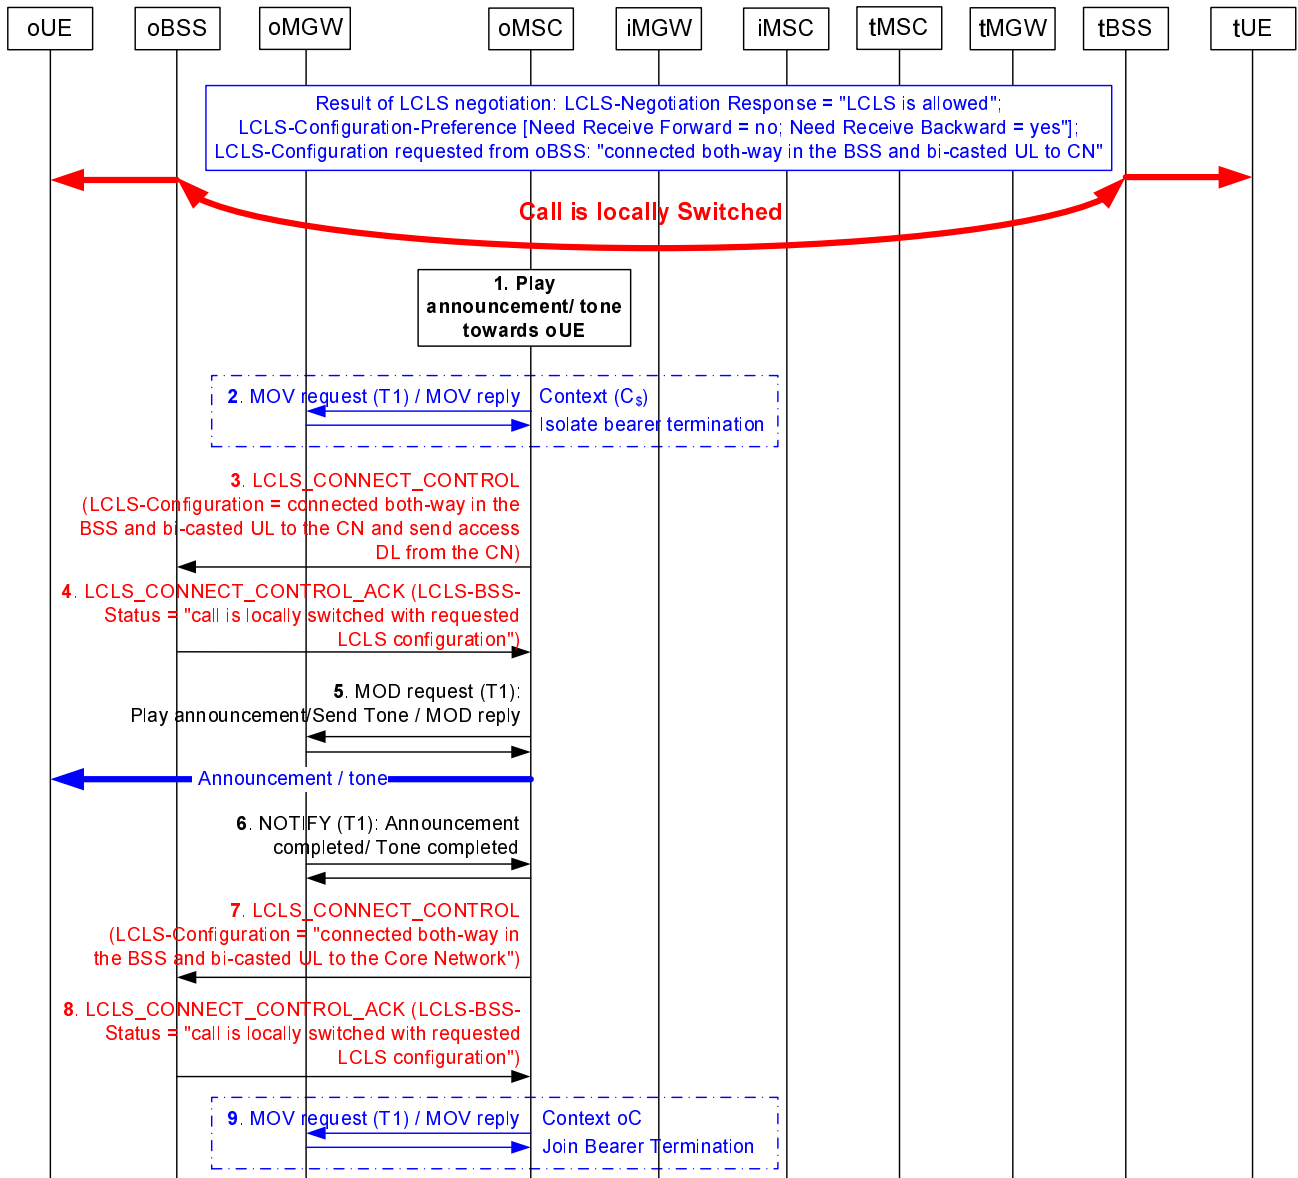 oUE oBSS oMGW oMSC iMGW iMSC tMSC tMGW tBSS tUE
Result of LCLS negotiation: LCLS-Negotiation Response = "LCLS is allowed";
LCLS-Configuration-Preference [Need Receive Forward = no; Need Receive Backward = yes"];
LCLS-Configuration requested from oBSS: "connected both-way in the BSS and bi-casted UL to CN"
Call is locally Switched
1. Play
announcement/ tone
towards oUE
2. MOV request (T1) / MOV reply Context (C$)
Isolate bearer termination
3. LCLS_CONNECT_CONTROL
(LCLS-Configuration = connected both-way in the
BSS and bi-casted UL to the CN and send access
DL from the CN)
4. LCLS_CONNECT_CONTROL_ACK (LCLS-BSS-
Status = "call is locally switched with requested
LCLS configuration")
5. MOD request (T1):
Play announcement/Send Tone / MOD reply
Announcement / tone
6. NOTIFY (T1): Announcement
completed/ Tone completed
7. LCLS_CONNECT_CONTROL
(LCLS-Configuration = "connected both-way in
the BSS and bi-casted UL to the Core Network")
8. LCLS_CONNECT_CONTROL_ACK (LCLS-BSS-
Status = "call is locally switched with requested
LCLS configuration")
9. MOV request (T1) / MOV reply Context oC
Join Bearer Termination